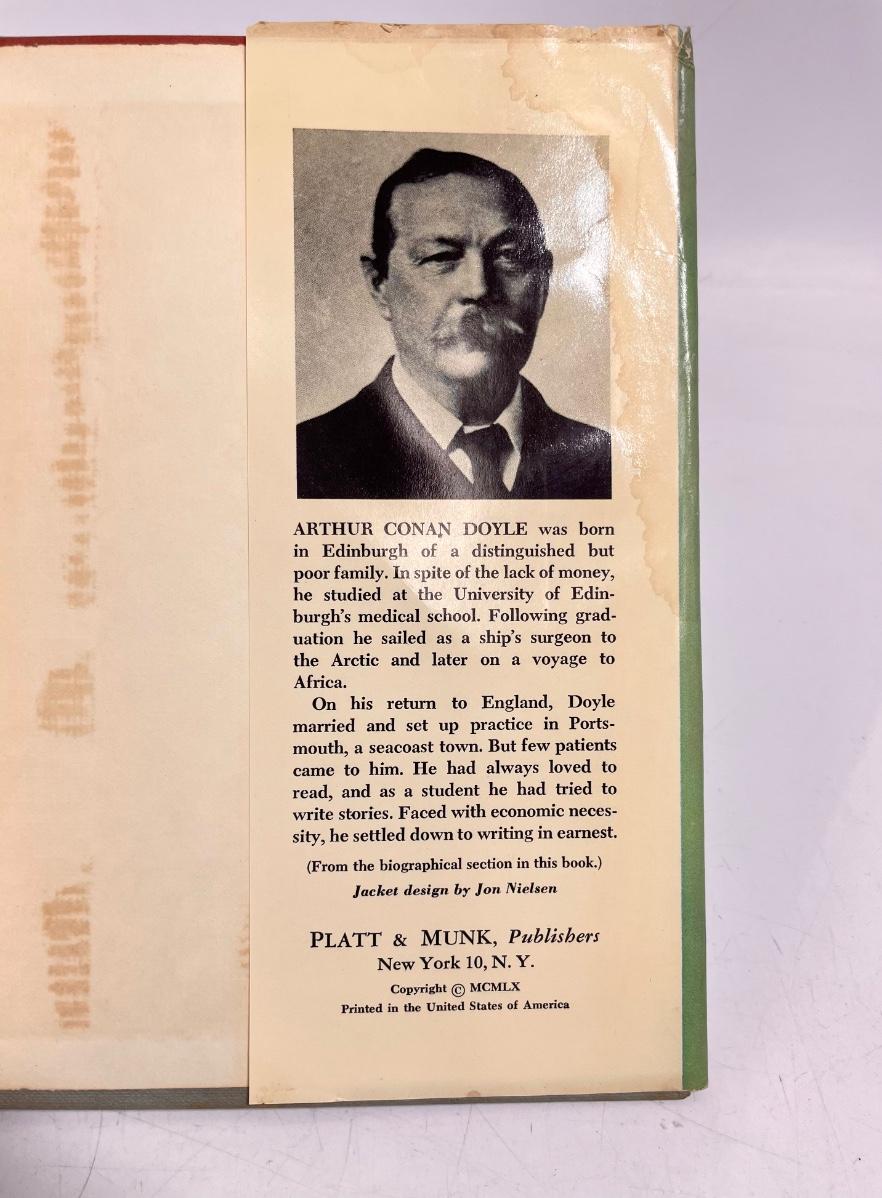 ARTHUR CONAN DOYLE was born
in Edinburgh of a distinguished but
poor family. In spite of the lack of money,
he studied at the University of Edin-
burgh's medical school. Following grad-
uation he sailed as a ship's surgeon to
the Arctic and later on a voyage to
Africa.
On his return to England, Doyle
married and set up practice in Ports-
mouth, a seacoast town. But few patients
came to him. He had always loved to
read, and as a student he had tried to
write stories. Faced with economic neces-
sity, he settled down to writing in earnest.
(From the biographical section in this book.)
Jacket design by Jon Nielsen
PLATT & MUNK, Publishers
New York 10, N. Y.
Copyright © MCMLX
Printed in the United States of America